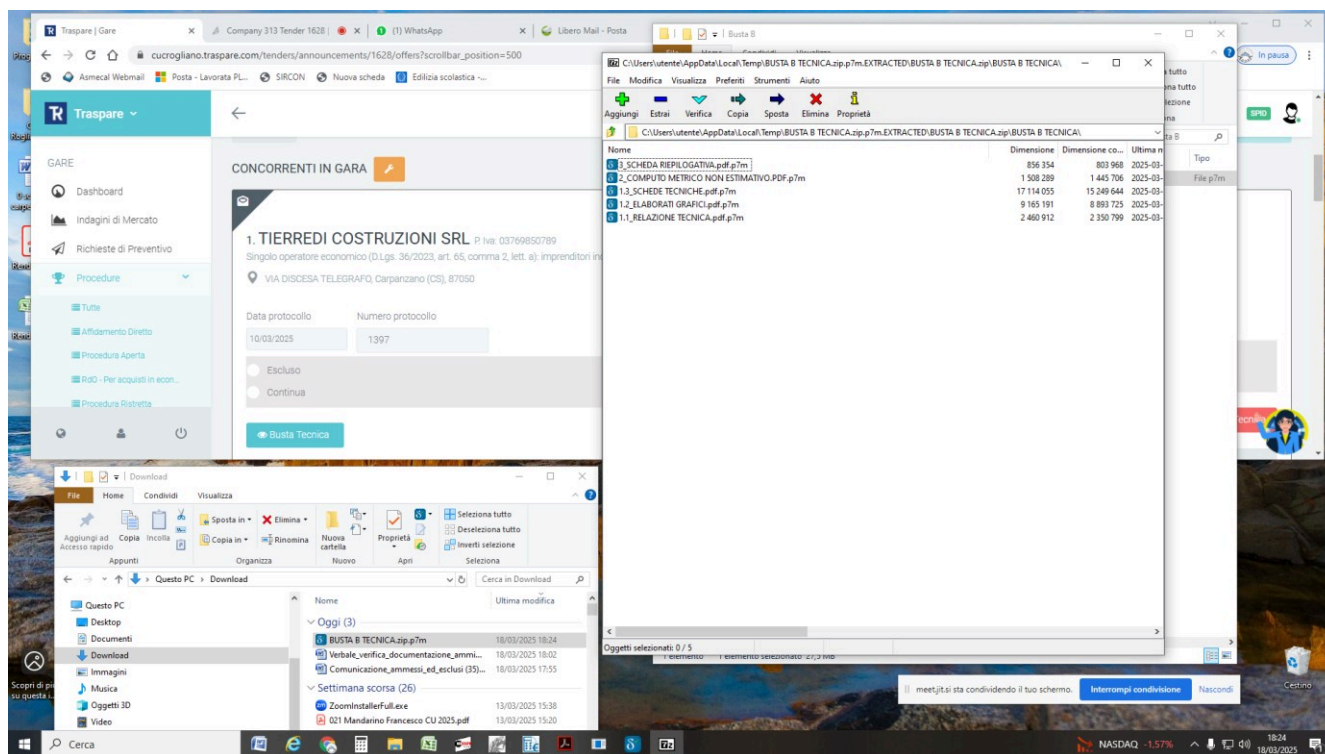 Traspare | Gare
Company 313 Tender 1628 |
(1) WhatsApp
Libero Mail - Posta
cucrogliano.traspare.com/tenders/announcements/1628/offers?scrollbar_position=500
In pausa
Asmecal Webmail
Posta - Lavorata PL...
SIRCON
Nuova scheda
Edilizia scolastica -...
Traspare
GARE
Dashboard
Indagini di Mercato
Richieste di Preventivo
Procedure
Tutte
Affidamento Diretto
Procedura Aperta
RdO - Per acquisti in econ...
Procedura Ristretta
CONCORRENTI IN GARA
1. TIERREDI COSTRUZIONI SRL P. Iva: 03769850789
Singolo operatore economico (D.Lgs. 36/2023, art. 65, comma 2, lett. a): imprenditori in
VIA DISCESA TELEGRAFO, Carpanzano (CS), 87050
Data protocollo
Numero protocollo
10/03/2025
1397
Escluso
Continua
Busta Tecnica
SPID
Busta B
Tipo
File p7m
C:\Users\utente\AppData\Local\Temp\BUSTA B TECNICA.zip.p7m.EXTRACTED\BUSTA B TECNICA.zip\BUSTA B TECNICA\
File Modifica Visualizza Preferiti Strumenti Aiuto
Aggiungi Estrai Verifica Copia Sposta Elimina Proprietà
C:\Users\utente\AppData\Local\Temp\BUSTA B TECNICA.zip.p7m.EXTRACTED\BUSTA B TECNICA.zip\BUSTA B TECNICA\
Nome Dimensione Dimensione co... Ultima n
3_SCHEDA RIEPILOGATIVA.pdf.p7m 856 354 803 968 2025-03-
2_COMPUTO METRICO NON ESTIMATIVO.PDF.p7m 1 508 289 1 445 706 2025-03-
1.3_SCHEDE TECNICHE.pdf.p7m 17 114 055 15 249 644 2025-03-
1.2_ELABORATI GRAFICI.pdf.p7m 9 165 191 8 893 725 2025-03-
1.1_RELAZIONE TECNICA.pdf.p7m 2 460 912 2 350 799 2025-03-
Oggetti selezionati: 0 / 5
1 elemento 1 elemento selezionato 27,3 MB
Download
File Home Condividi Visualizza
Aggiungi ad Accesso rapido
Copia
Incolla
Sposta in
Copia in
Elimina
Rinomina
Nuova cartella
Proprietà
Seleziona tutto
Deseleziona tutto
Inverti selezione
Appunti Organizza Nuovo Apri Seleziona
Questo PC > Download
Cerca in Download
Questo PC
Desktop
Documenti
Download
Immagini
Musica
Oggetti 3D
Video
Nome Ultima modifica
Oggi (3)
BUSTA B TECNICA.zip.p7m 18/03/2025 18:24
Verbale_verifica_documentazione_ammi... 18/03/2025 18:02
Comunicazione_ammessi_ed_esclusi (35)... 18/03/2025 17:55
Settimana scorsa (26)
ZoomInstallerFull.exe 13/03/2025 15:38
021 Mandarino Francesco CU 2025.pdf 13/03/2025 15:20
meet.jit.si sta condividendo il tuo schermo.
Interrompi condivisione
Nascondi
Cestino
Scopri di pi
su questa i
Cerca
NASDAQ -1,57%
18:24
18/03/2025